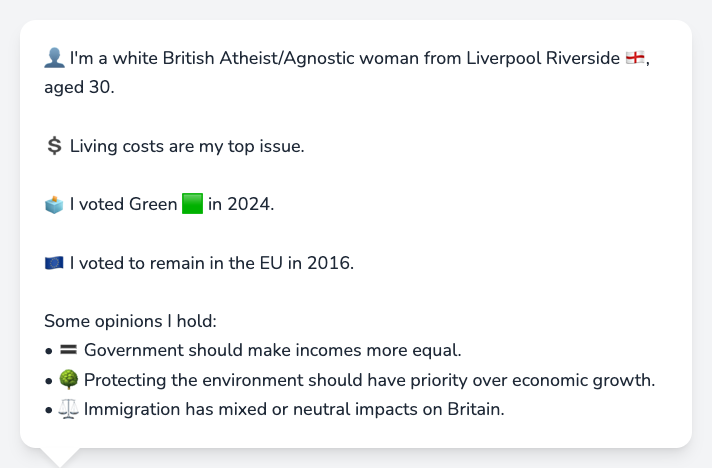 👤 I'm a white British Atheist/Agnostic woman from Liverpool Riverside 🏴󠁧󠁢󠁥󠁮󠁧󠁿,
aged 30.
💲 Living costs are my top issue.
🗳️ I voted Green 🟩 in 2024.
🇪🇺 I voted to remain in the EU in 2016.
Some opinions I hold:
• 🟰 Government should make incomes more equal.
• 🌳 Protecting the environment should have priority over economic growth.
• ⚖️ Immigration has mixed or neutral impacts on Britain.